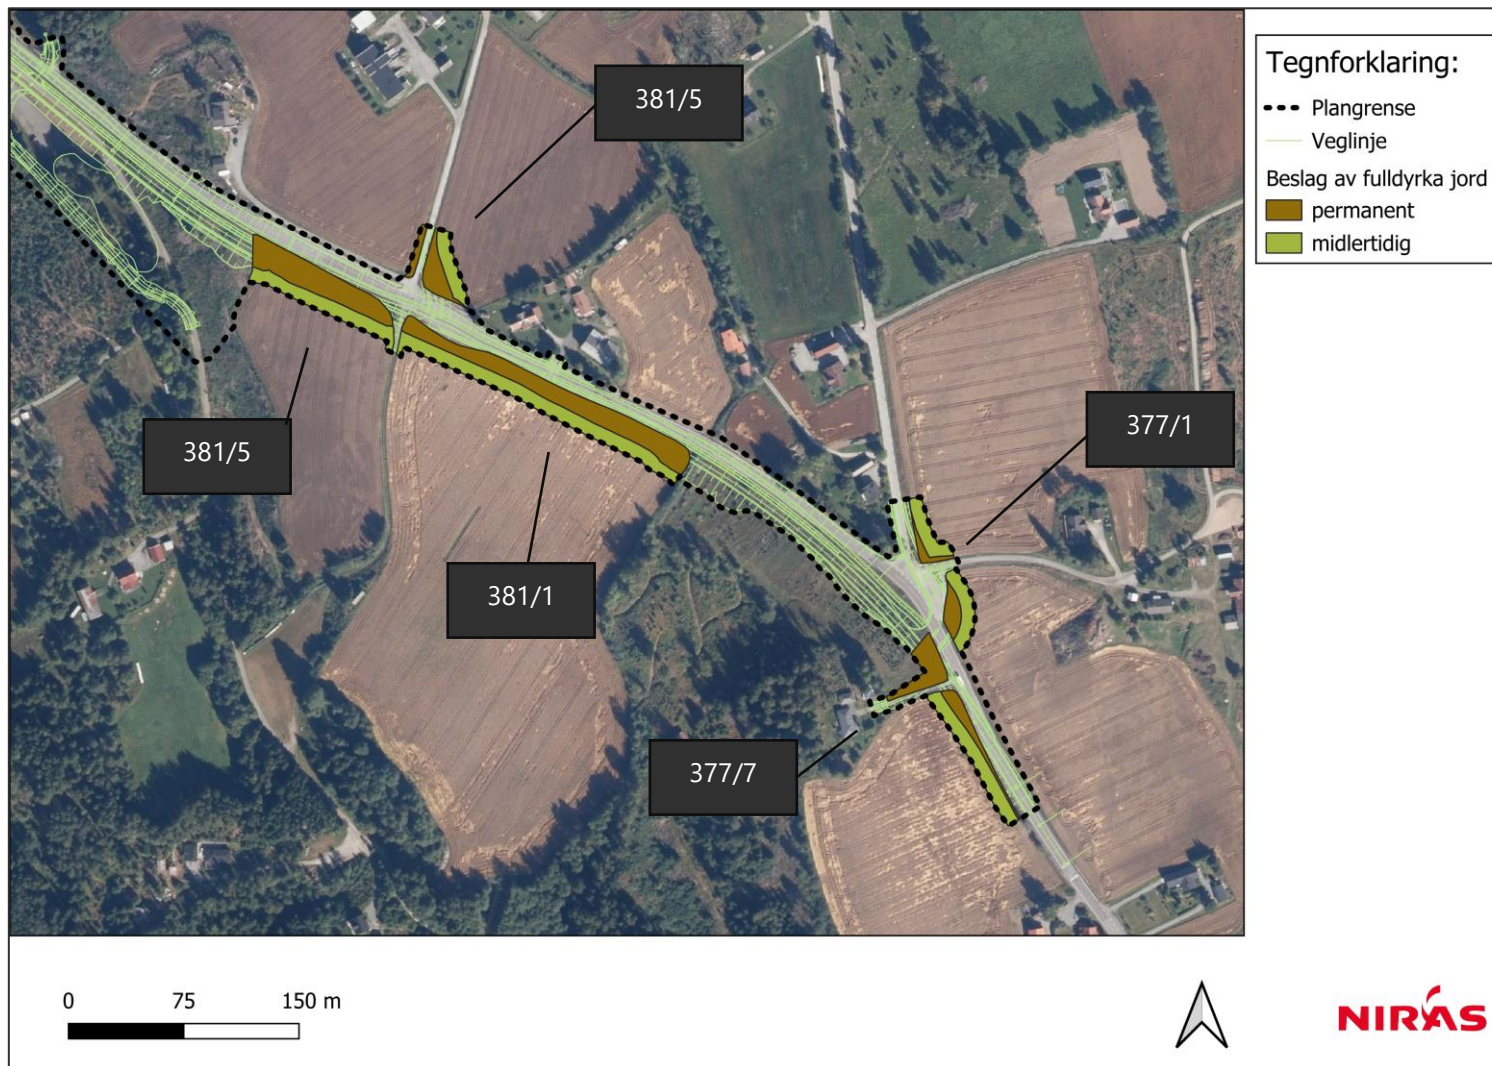 381/5
381/5
377/1
381/1
377/7
Tegnforklaring:
Plangrense
Veglinje
Beslag av fulldyrka jord
permanent
midlertidig
0 75 150 m
NIRÁS